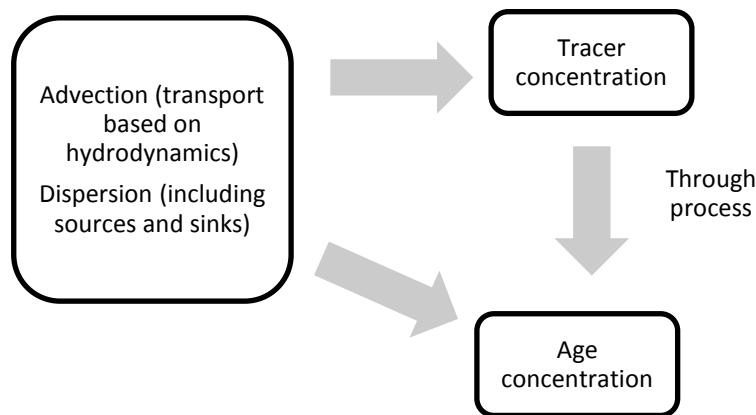 Advection (transport
based on
hydrodynamics)
Dispersion (including
sources and sinks)
Tracer
concentration
Through
process
Age
concentration